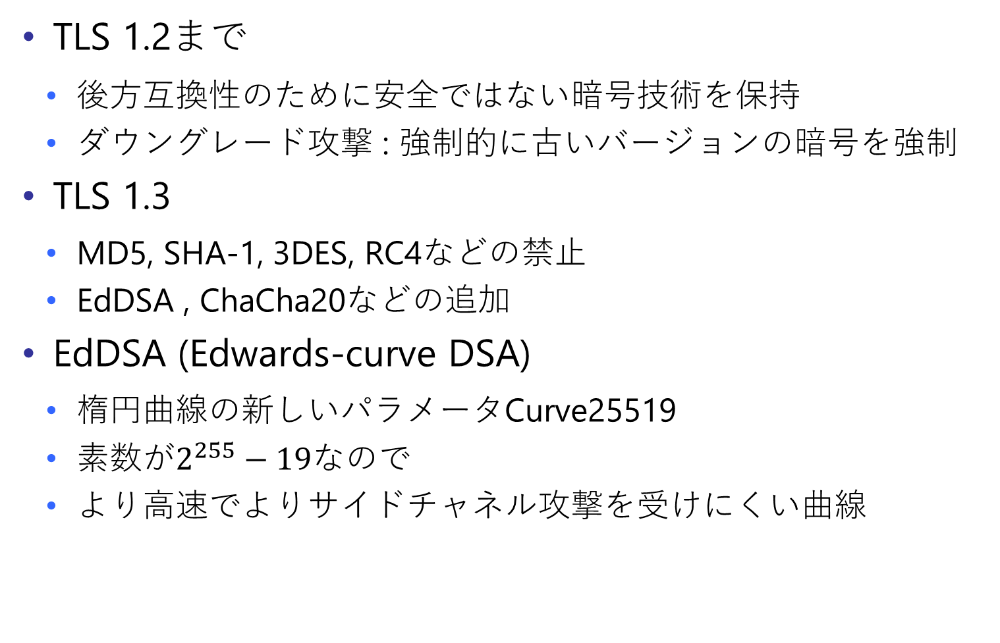 • TLS 1.2まで
• 後方互換性のために安全ではない暗号技術を保持
• ダウングレード攻撃 : 強制的に古いバージョンの暗号を強制
• TLS 1.3
• MD5, SHA-1, 3DES, RC4などの禁止
• EdDSA , ChaCha20などの追加
• EdDSA (Edwards-curve DSA)
• 楕円曲線の新しいパラメータCurve25519
• 素数が2²⁵⁵ − 19なので
• より高速でよりサイドチャネル攻撃を受けにくい曲線